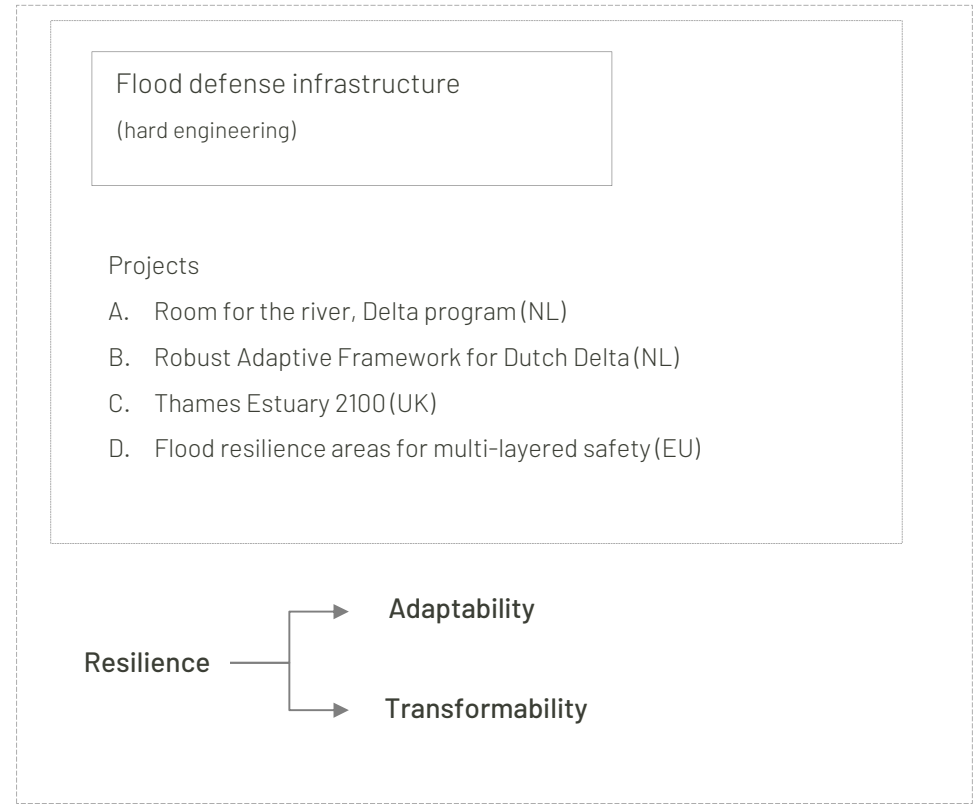 Flood defense infrastructure
(hard engineering)
Projects
A. Room for the river, Delta program (NL)
B. Robust Adaptive Framework for Dutch Delta (NL)
C. Thames Estuary 2100 (UK)
D. Flood resilience areas for multi-layered safety (EU)
Adaptability
Resilience
Transformability